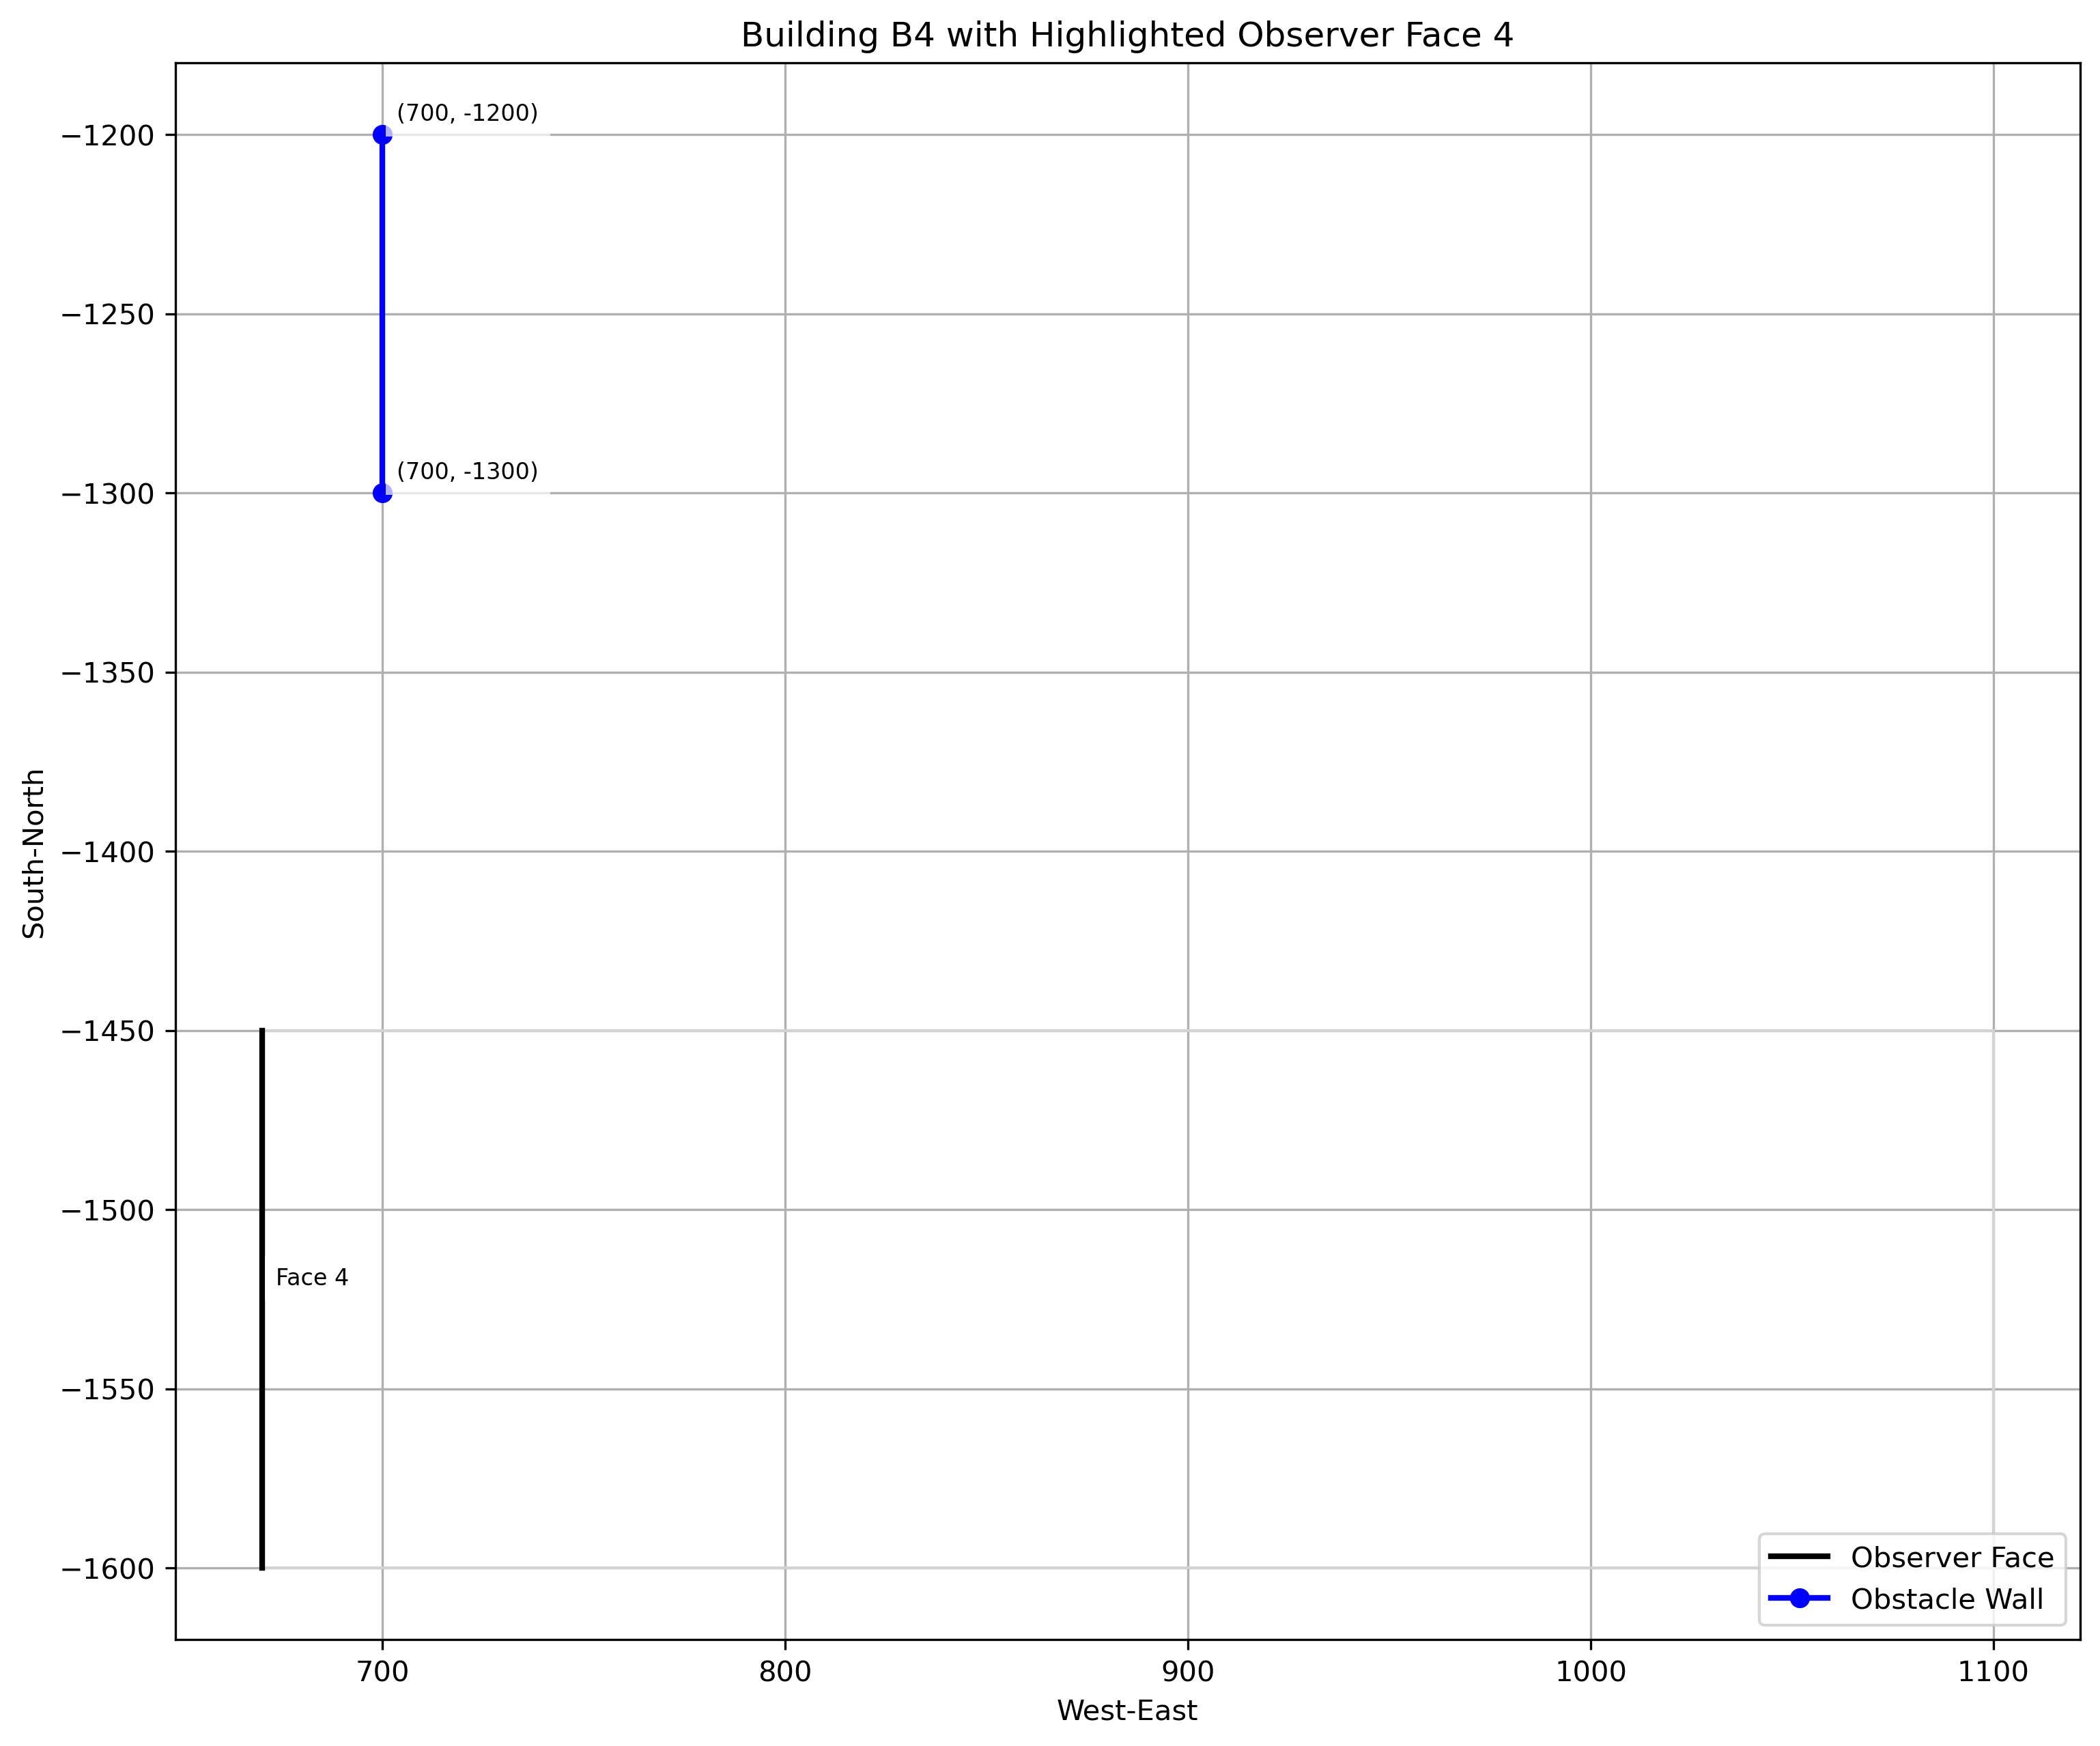 Building B4 with Highlighted Observer Face 4
(700, -1200)
−1200
−1250
(700, -1300)
−1300
−1350
−1400
South-North
−1450
−1500
Face 4
−1550
−1600
Observer Face
Obstacle Wall
700 800 900 1000 1100
West-East